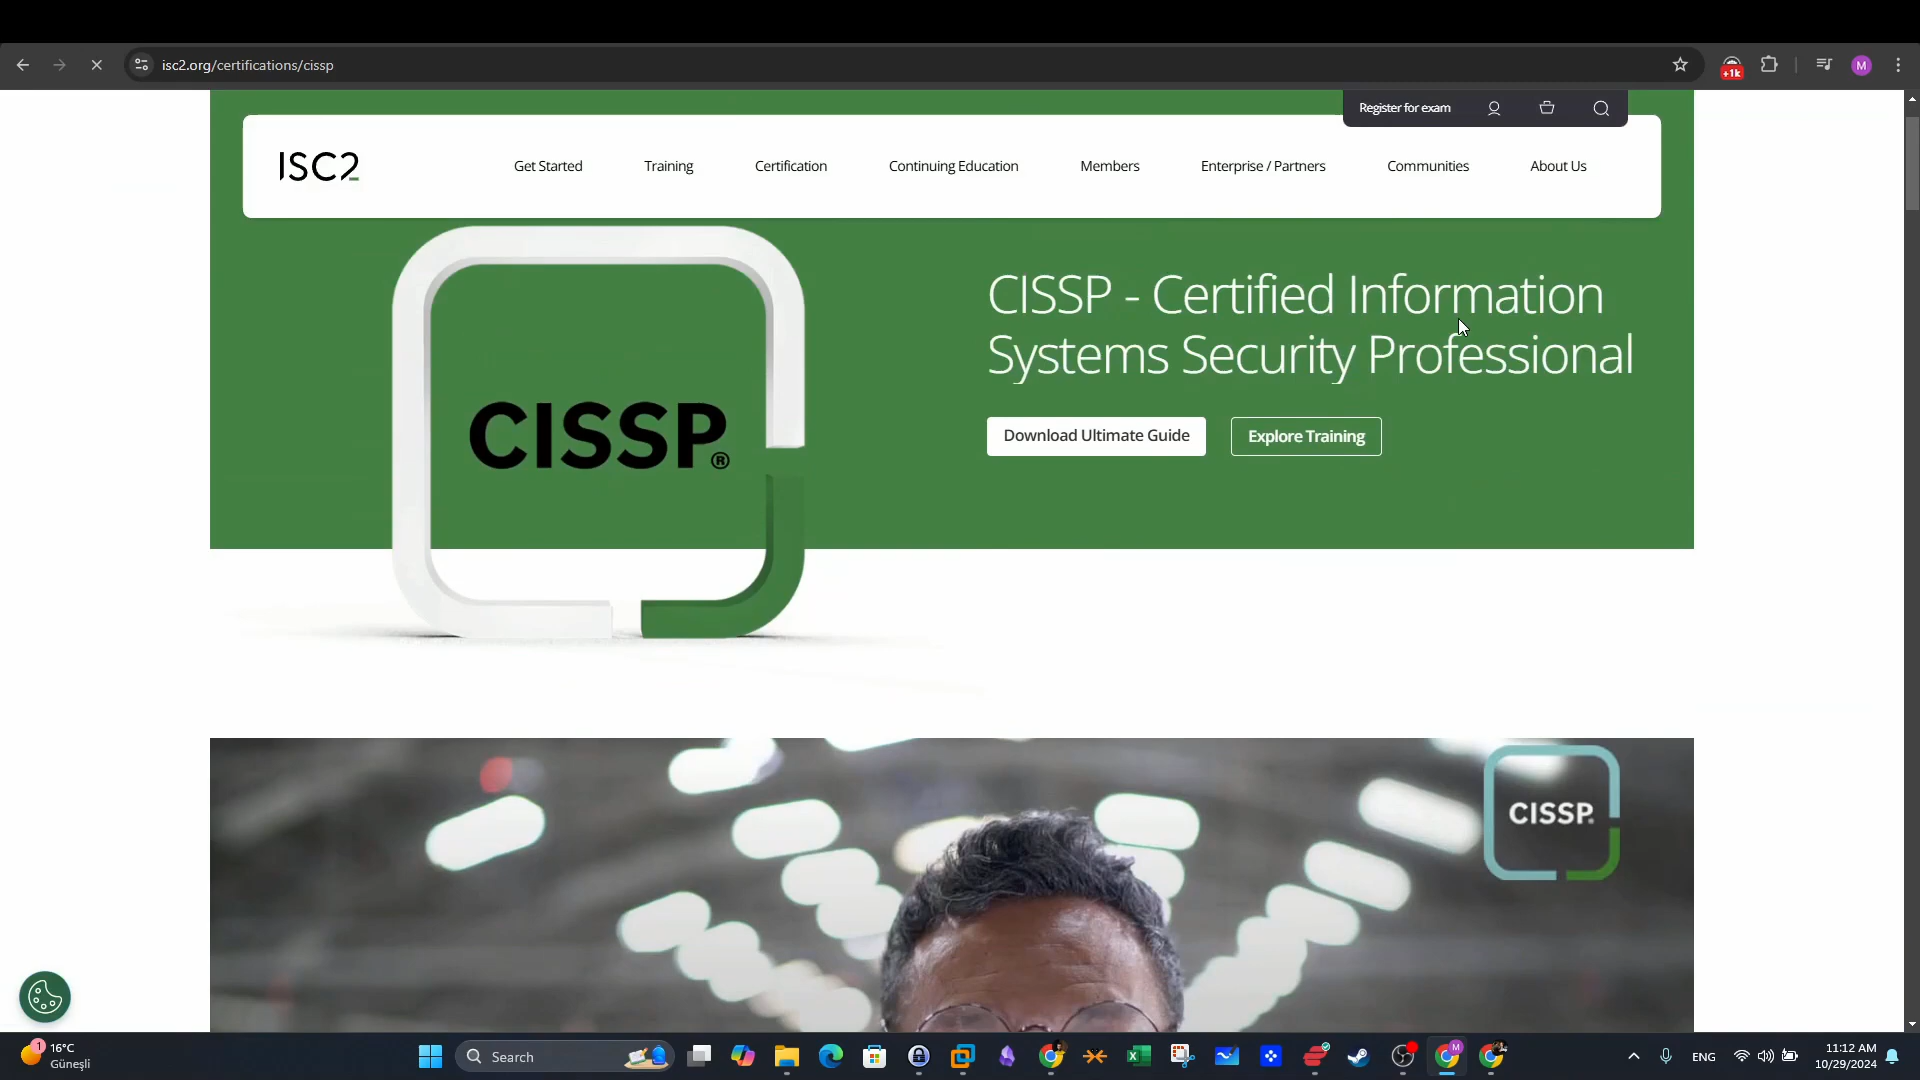 isc2.org/certifications/cissp
+1k
M
Register for exam
ISC2
Get Started
Training
Certification
Continuing Education
Members
Enterprise / Partners
Communities
About Us
CISSP - Certified Information
Systems Security Professional
CISSP®
Download Ultimate Guide
Explore Training
CISSP®
1
16°C
Güneşli
Search
M
ENG
11:12 AM
10/29/2024